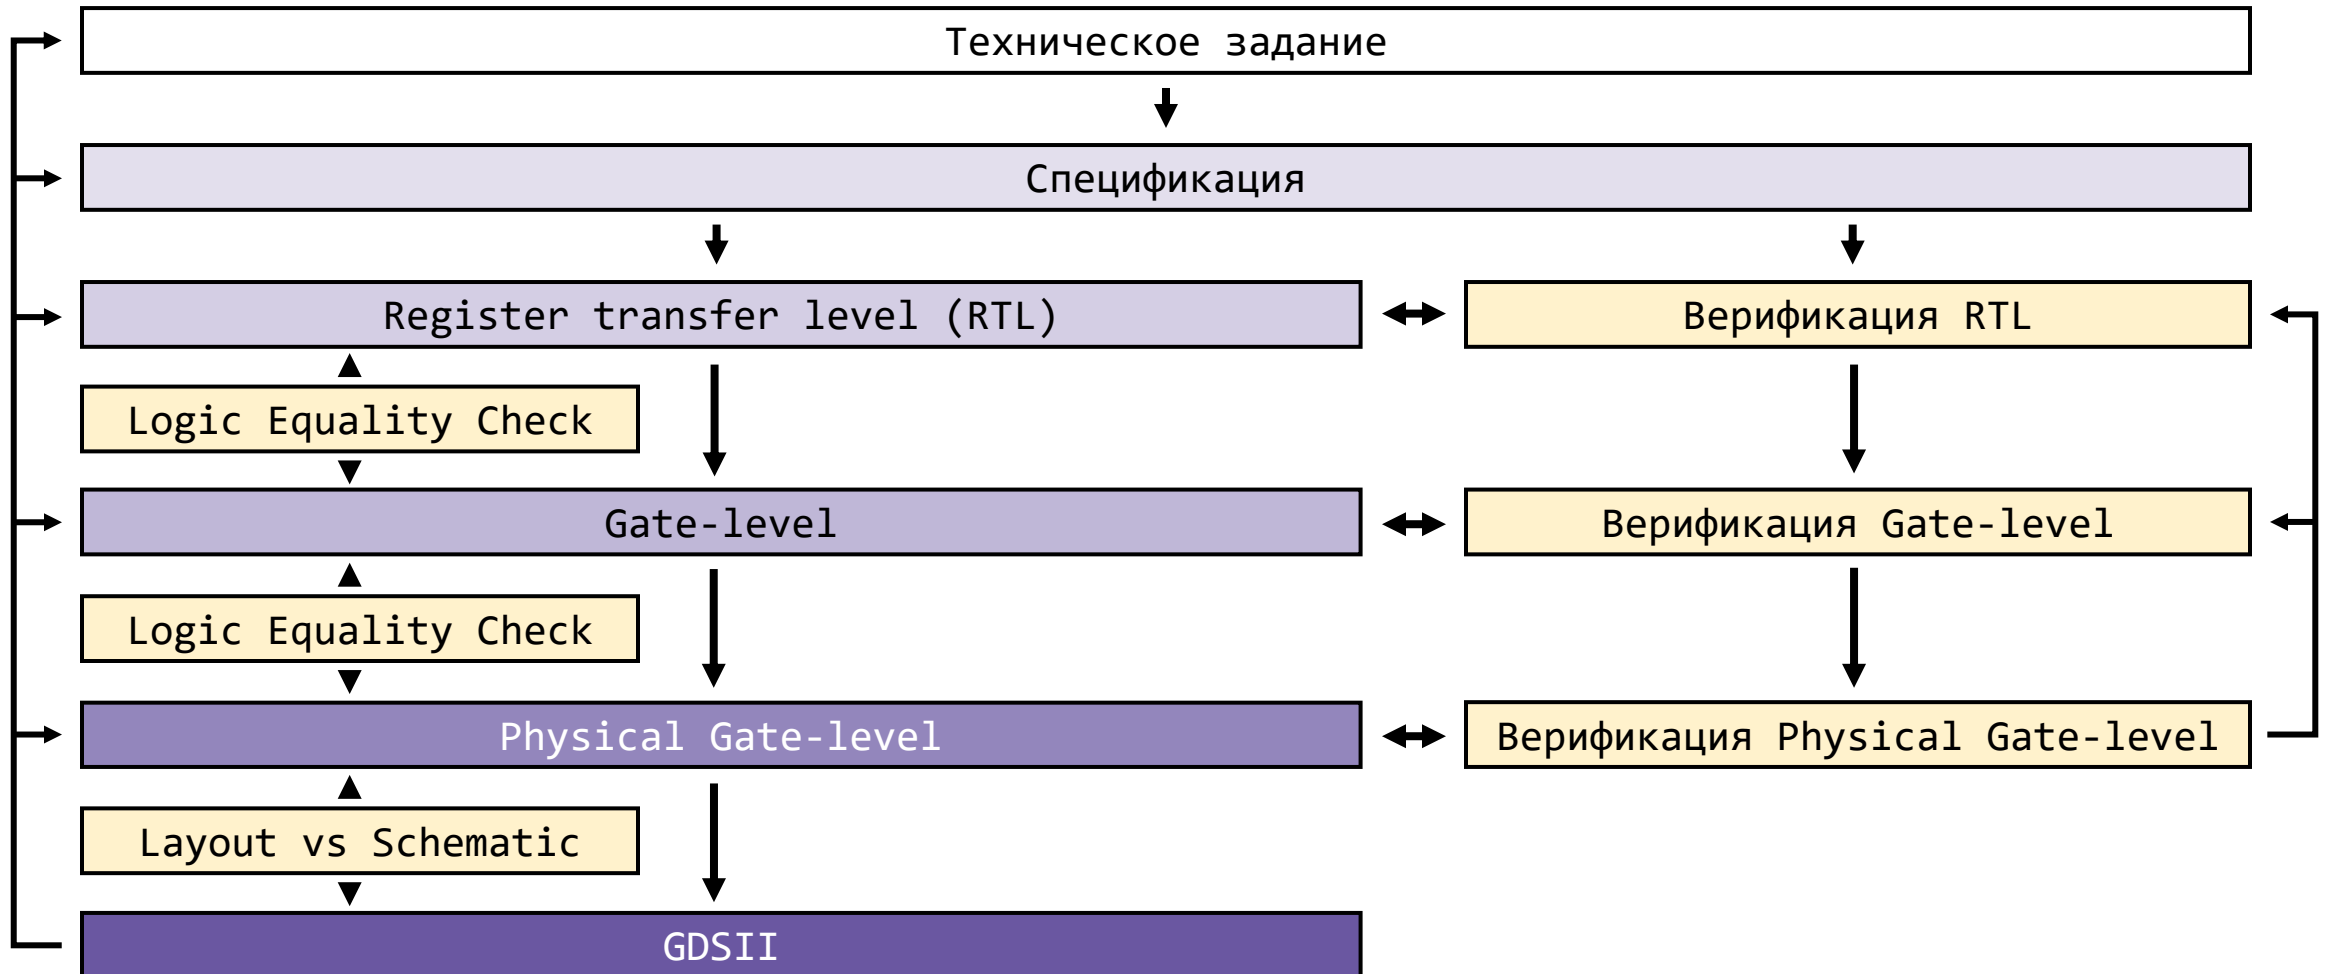 Техническое задание
Спецификация
Register transfer level (RTL)
Верификация RTL
Logic Equality Check
Gate-level
Верификация Gate-level
Logic Equality Check
Physical Gate-level
Верификация Physical Gate-level
Layout vs Schematic
GDSII